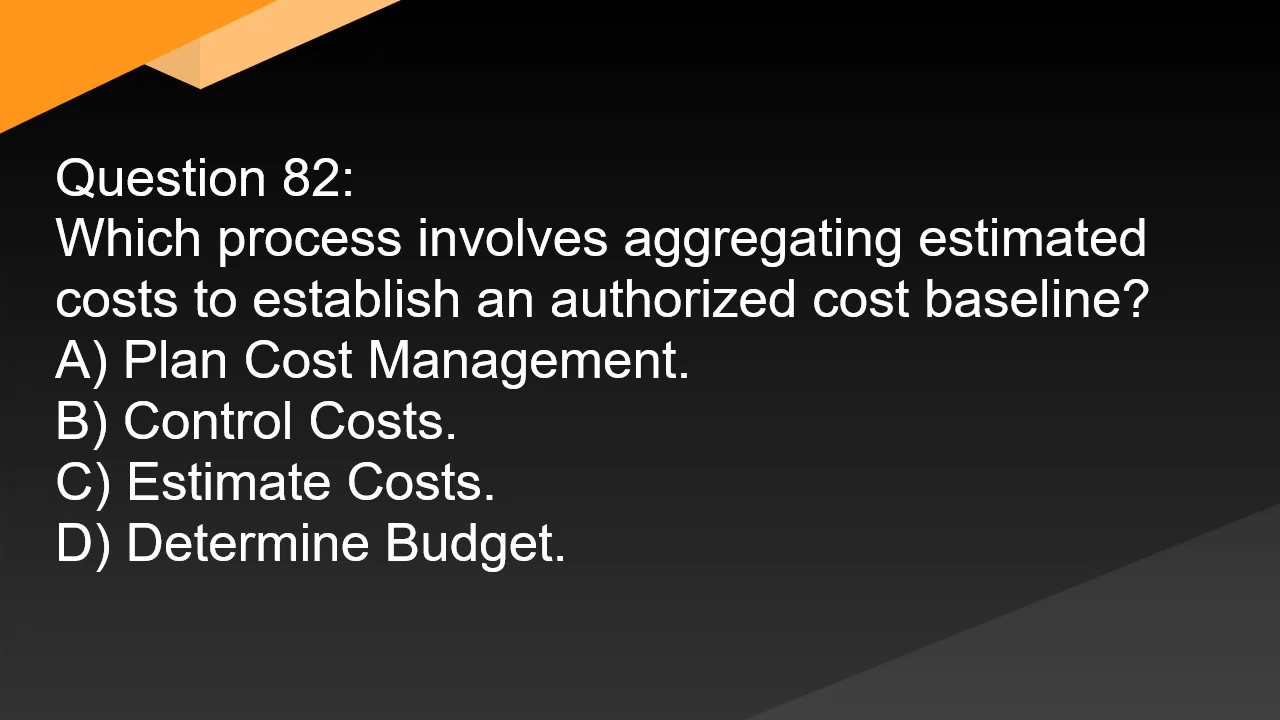 Question 82:
Which process involves aggregating estimated
costs to establish an authorized cost baseline?
A) Plan Cost Management.
B) Control Costs.
C) Estimate Costs.
D) Determine Budget.